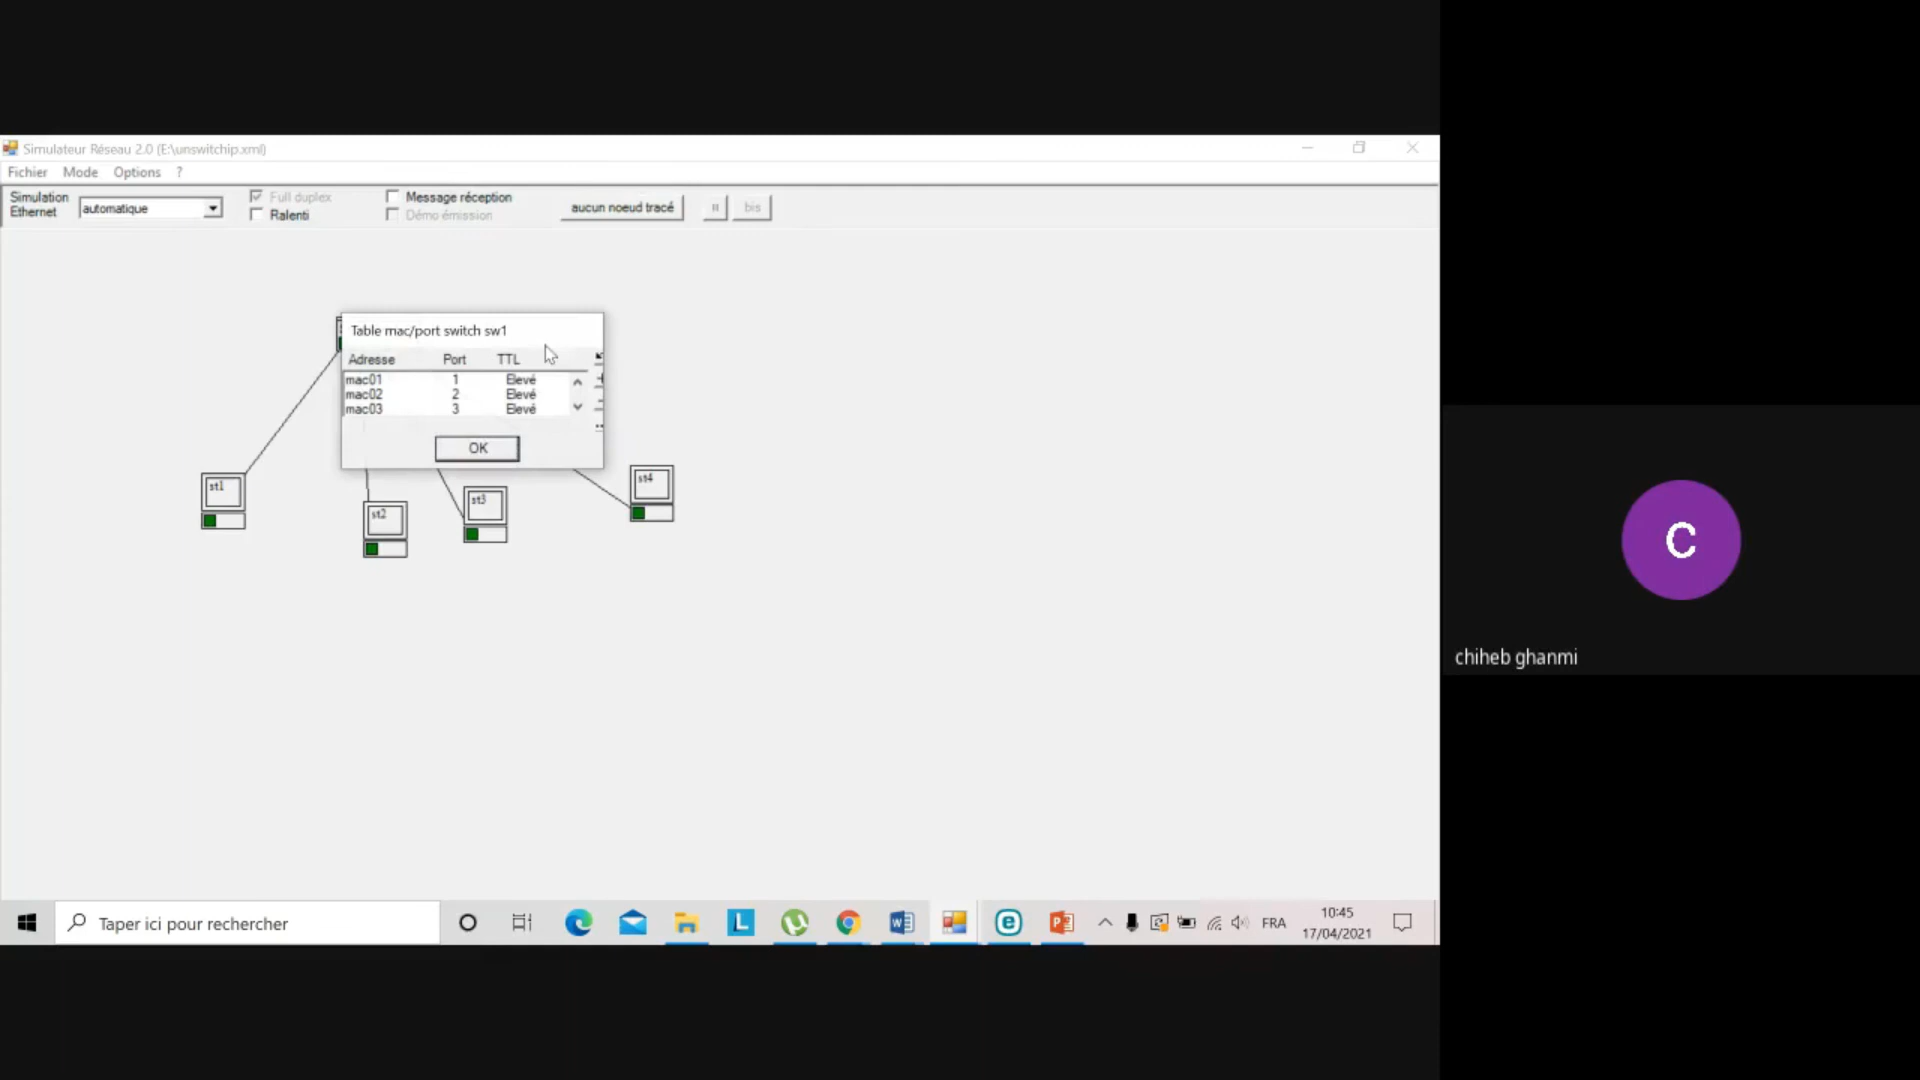 Simulateur Réseau 2.0 (E:\unswitchip.xml)
Fichier Mode Options ?
Simulation Ethernet
automatique
Full duplex
Ralenti
Message réception
Démo émission
aucun noeud tracé
bis
Table mac/port switch sw1
Adresse Port TTL
mac01 1 Elevé
mac02 2 Elevé
mac03 3 Elevé
OK
st1
st2
st3
st4
C
chiheb ghanmi
Taper ici pour rechercher
FRA
10:45
17/04/2021